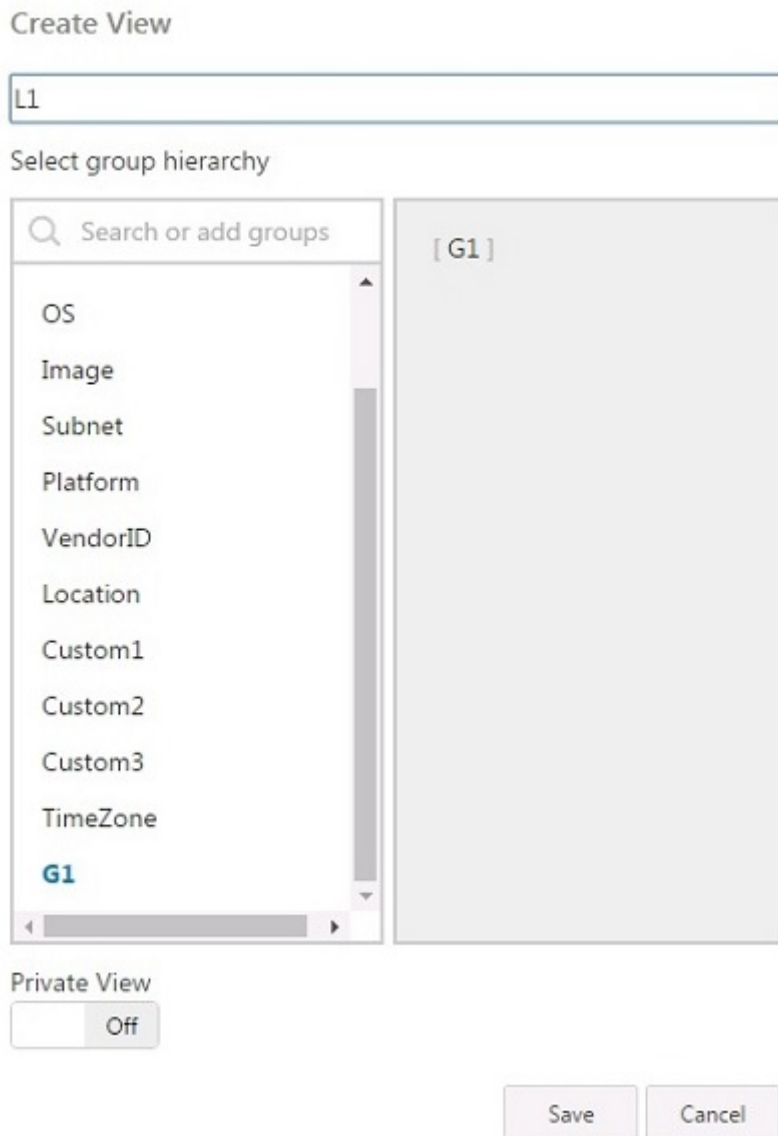 Create View
L1
Select group hierarchy
Search or add groups
OS
Image
Subnet
Platform
VendorID
Location
Custom1
Custom2
Custom3
TimeZone
G1
[ G1 ]
Private View
Off
Save
Cancel